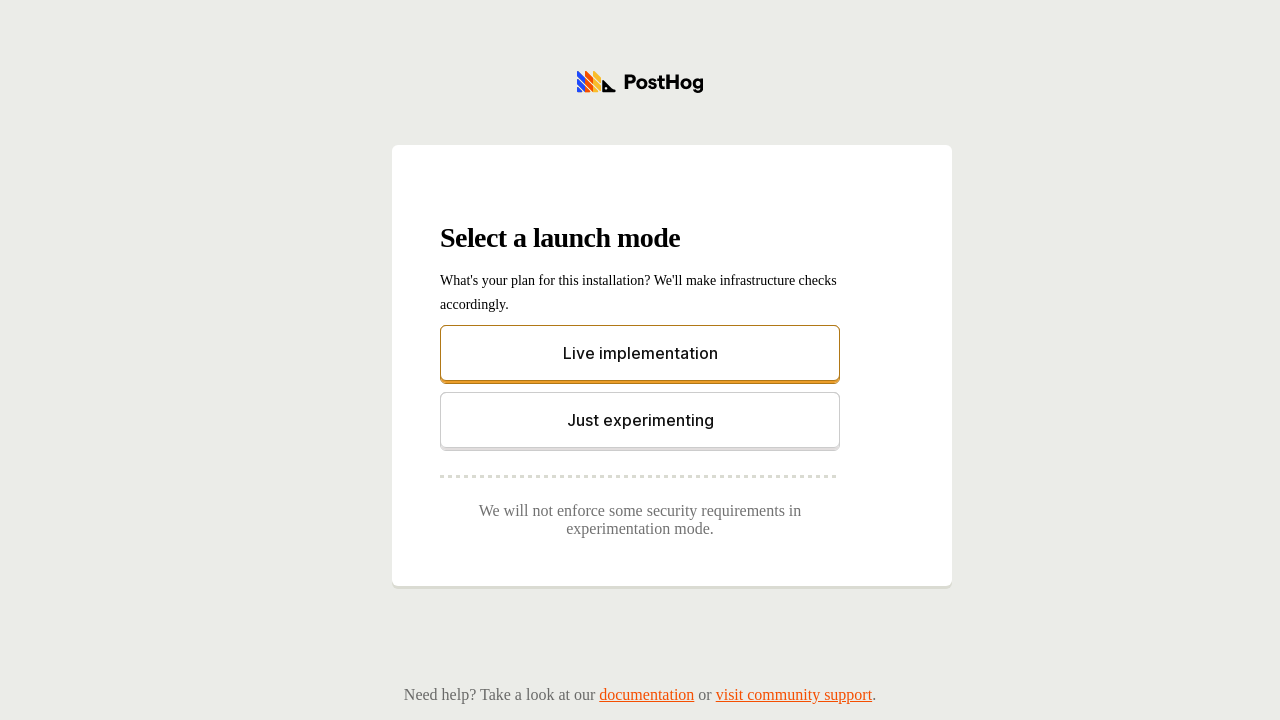 PostHog
Select a launch mode
What's your plan for this installation? We'll make infrastructure checks
accordingly.
Live implementation
Just experimenting
We will not enforce some security requirements in
experimentation mode.
Need help? Take a look at our documentation or visit community support.